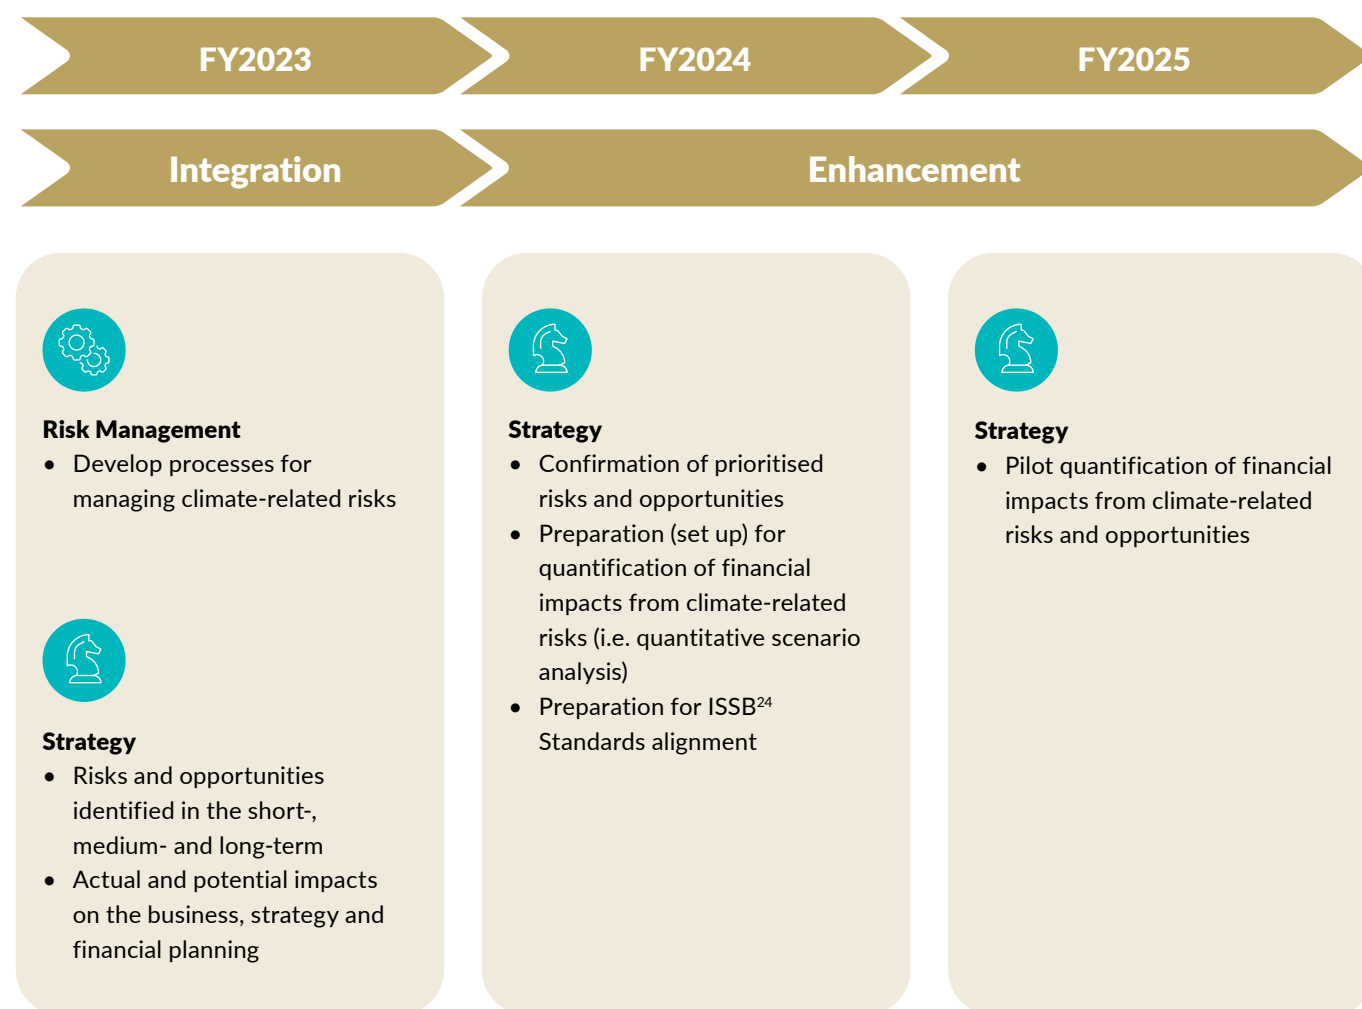 FY2023
FY2024
FY2025
Integration
Enhancement
Risk Management
• Develop processes for
managing climate-related risks
Strategy
• Risks and opportunities
identified in the short-,
medium- and long-term
• Actual and potential impacts
on the business, strategy and
financial planning
Strategy
• Confirmation of prioritised
risks and opportunities
• Preparation (set up) for
quantification of financial
impacts from climate-related
risks (i.e. quantitative scenario
analysis)
• Preparation for ISSB²⁴
Standards alignment
Strategy
• Pilot quantification of financial
impacts from climate-related
risks and opportunities